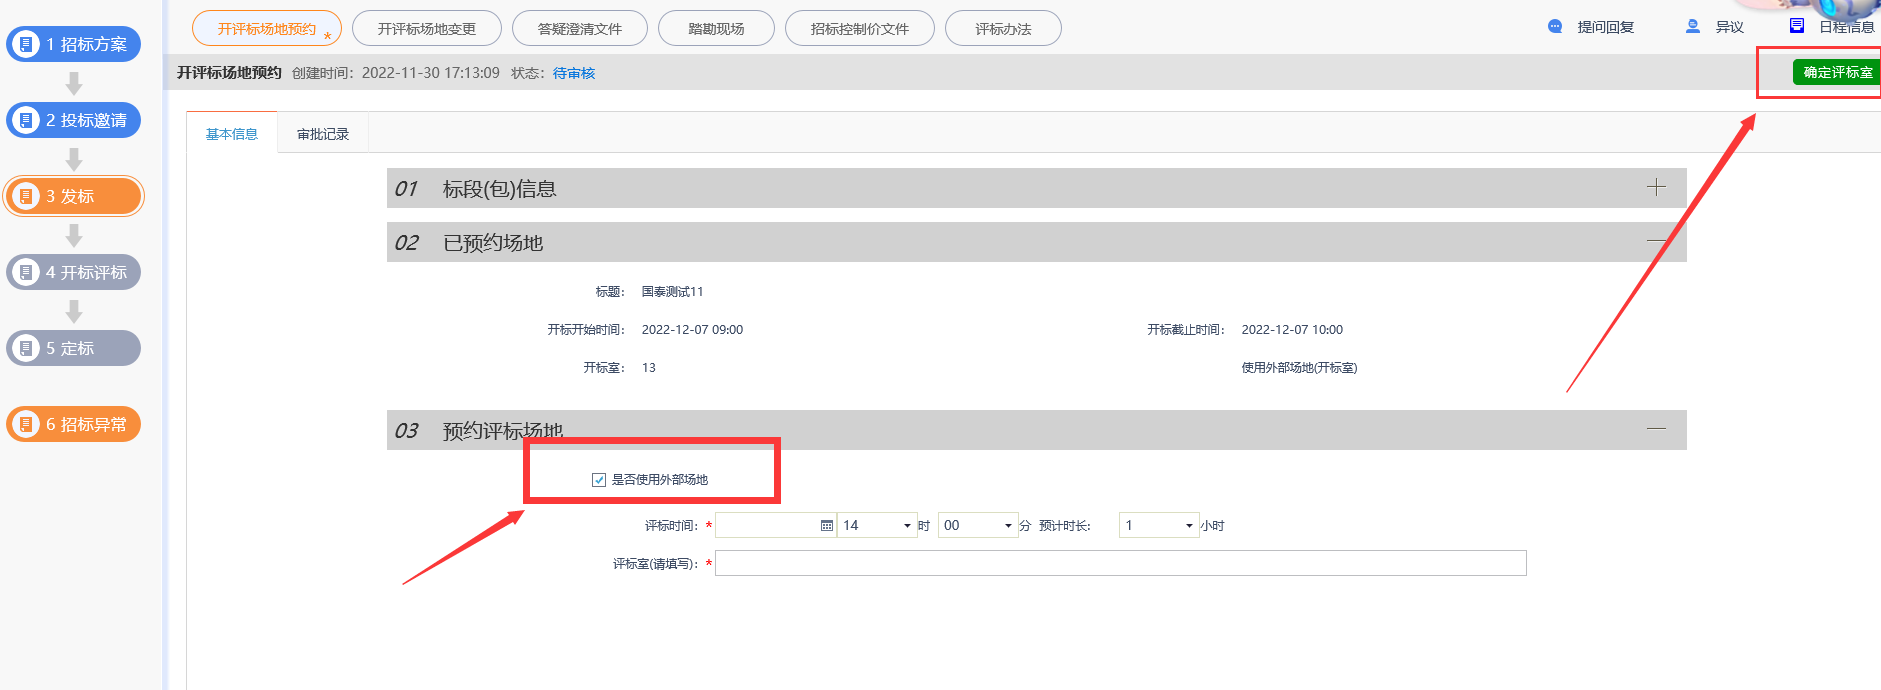 1 招标方案
2 投标邀请
3 发标
4 开标评标
5 定标
6 招标异常
开评标场地预约 *
开评标场地变更
答疑澄清文件
踏勘现场
招标控制价文件
评标办法
提问回复
异议
日程信息
开评标场地预约 创建时间：2022-11-30 17:13:09 状态：待审核
确定评标室
基本信息
审批记录
01 标段(包)信息
02 已预约场地
标题： 国泰测试11
开标开始时间： 2022-12-07 09:00
开标截止时间： 2022-12-07 10:00
开标室： 13
使用外部场地(开标室)
03 预约评标场地
是否使用外部场地
评标时间：* 14 时 00 分 预计时长: 1 小时
评标室(请填写)：*